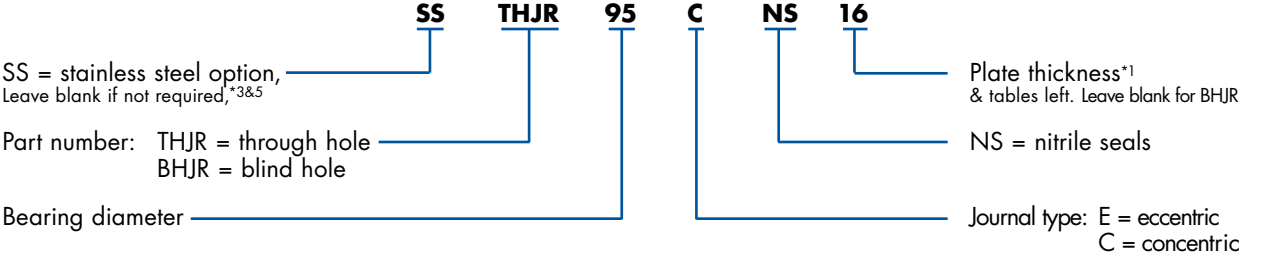 SS THJR 95 C NS 16
SS = stainless steel option,
Leave blank if not required,*3&5
Part number: THJR = through hole
BHJR = blind hole
Bearing diameter
Plate thickness*1
& tables left. Leave blank for BHJR
NS = nitrile seals
Journal type: E = eccentric
C = concentric